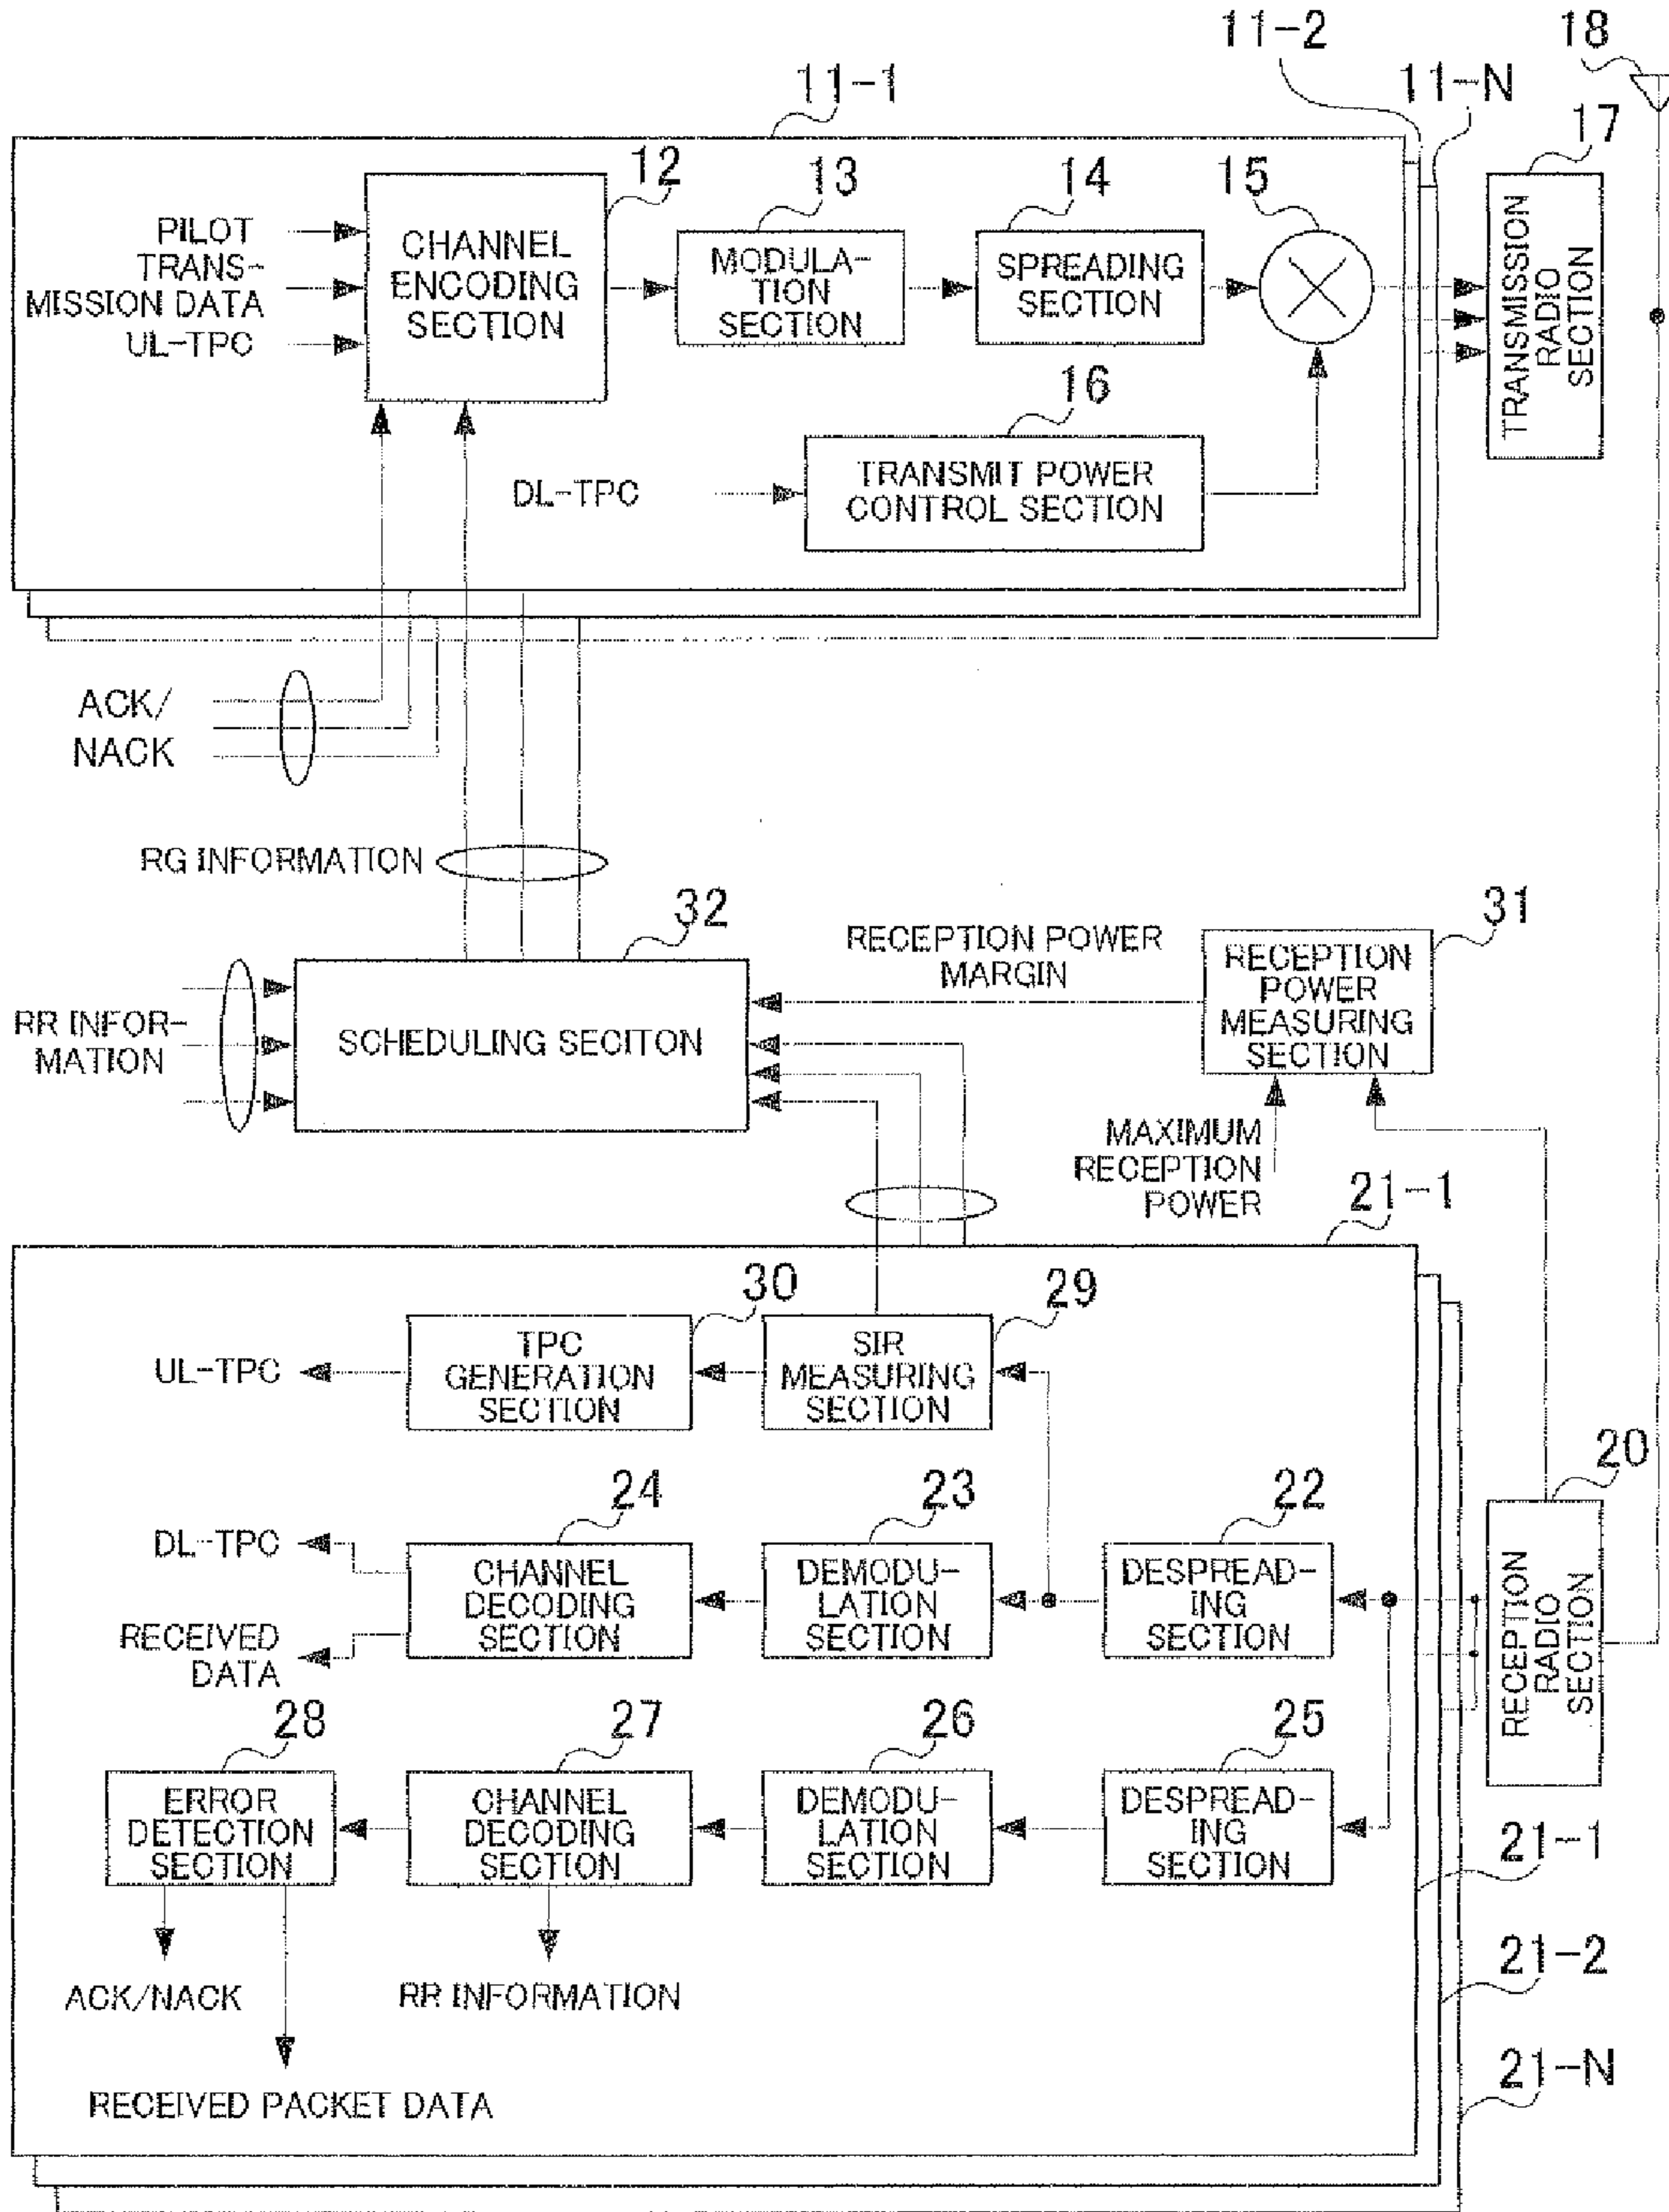 11-2
18
11-1
11-N
17
12
13
14
15
PILOT
TRANS-
MISSION DATA
UL-TPC
CHANNEL
ENCODING
SECTION
MODULA-
TION
SECTION
SPREADING
SECTION
TRANSMISSION
RADIO
SECTION
16
DL-TPC
TRANSMIT POWER
CONTROL SECTION
ACK/
NACK
RG INFORMATION
32
31
RECEPTION POWER
MARGIN
RECEPTION
POWER
MEASURING
SECTION
RR INFOR-
MATION
SCHEDULING SECITON
MAXIMUM
RECEPTION
POWER
21-1
30
29
UL-TPC
TPC
GENERATION
SECTION
SIR
MEASURING
SECTION
20
24
23
22
DL-TPC
RECEIVED
DATA
CHANNEL
DECODING
SECTION
DEMODU-
LATION
SECTION
DESPREAD-
ING
SECTION
RECEPTION
RADIO
SECTION
28
27
26
25
ERROR
DETECTION
SECTION
CHANNEL
DECODING
SECTION
DEMODU-
LATION
SECTION
DESPREAD-
ING
SECTION
21-1
21-2
ACK/NACK
RR INFORMATION
21-N
RECEIVED PACKET DATA